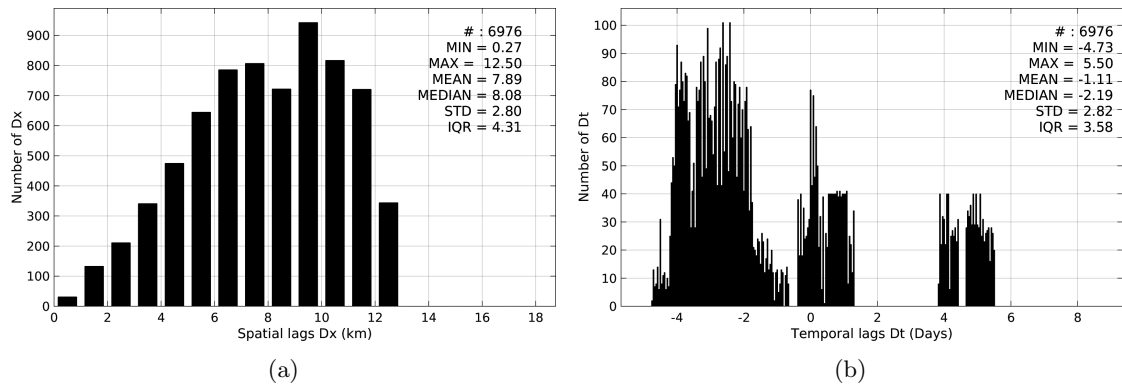 900
800
700
600
500
400
300
200
100
0
Number of Dx
# : 6976
MIN = 0.27
MAX = 12.50
MEAN = 7.89
MEDIAN = 8.08
STD = 2.80
IQR = 4.31
0 2 4 6 8 10 12 14 16 18
Spatial lags Dx (km)
(a)
100
90
80
70
60
50
40
30
20
10
0
Number of Dt
# : 6976
MIN = -4.73
MAX = 5.50
MEAN = -1.11
MEDIAN = -2.19
STD = 2.82
IQR = 3.58
-4 -2 0 2 4 6 8
Temporal lags Dt (Days)
(b)